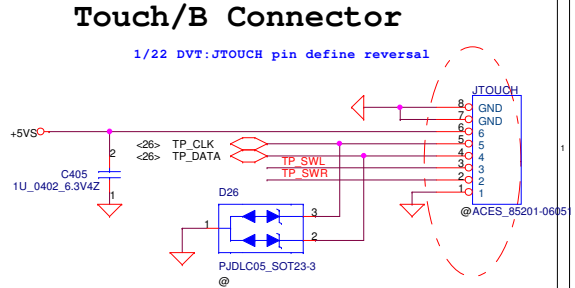 Touch/B Connector
1/22 DVT:JTOUCH pin define reversal
JTOUCH
8 GND
7 GND
+5VS 6 6
<26> TP_CLK 5 5
<26> TP_DATA 4 4
TP_SWL 3 3
TP_SWR 2 2
1 1
2
C405
1U_0402_6.3V4Z
1
@ACES_85201-06051
D26
1 3
2
PJDLC05_SOT23-3
@
1